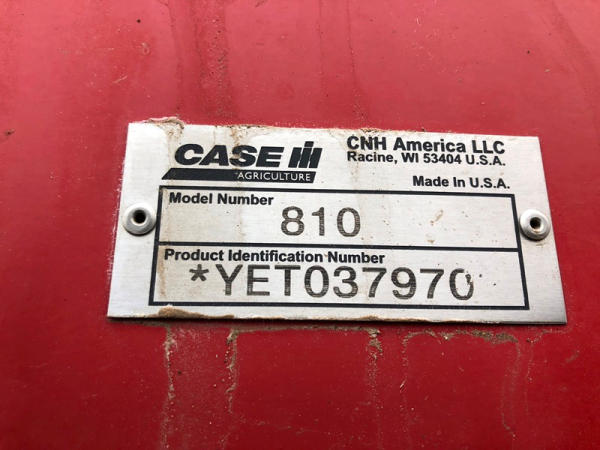 CASE IH
AGRICULTURE
CNH America LLC
Racine, WI 53404 U.S.A.
Made In U.S.A.
Model Number
810
Product Identification Number
*YET037970